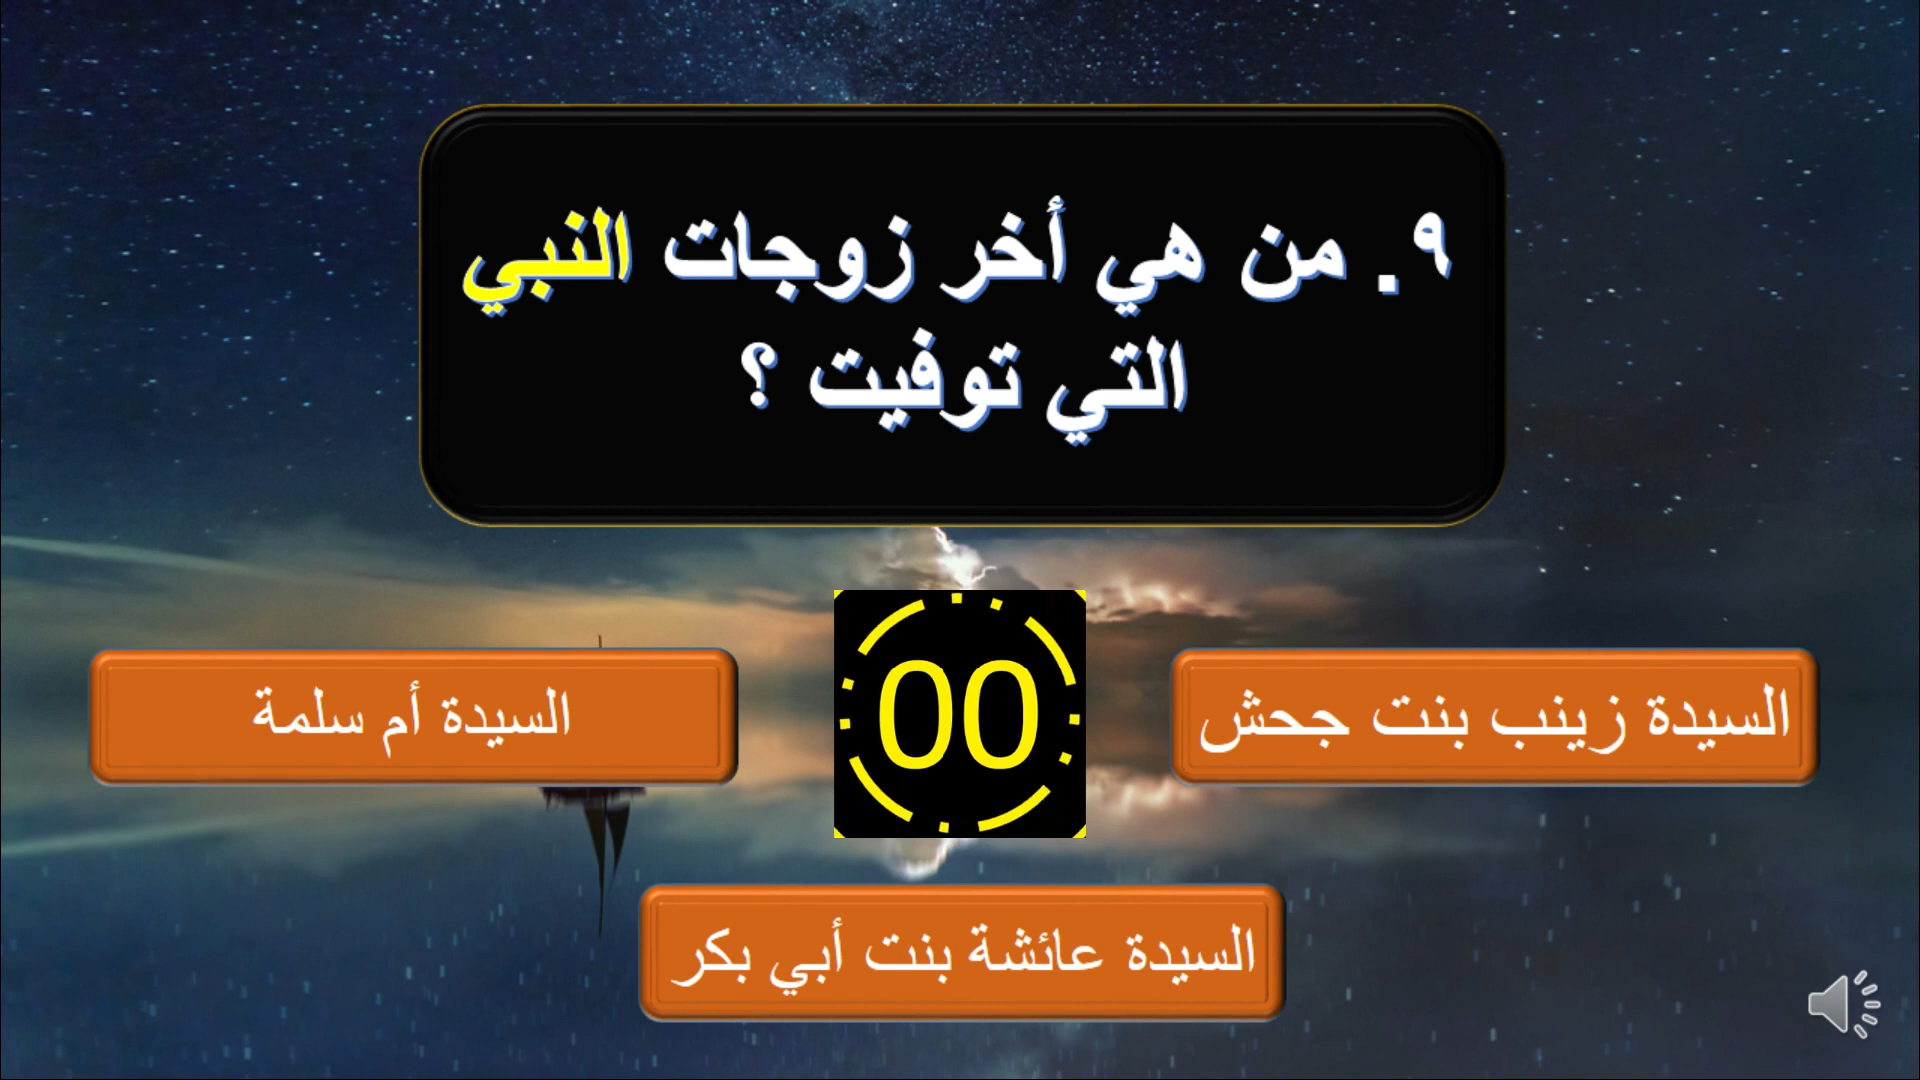 ٩. من هي أخر زوجات النبي
التي توفيت ؟
السيدة زينب بنت جحش
00
السيدة أم سلمة
السيدة عائشة بنت أبي بكر